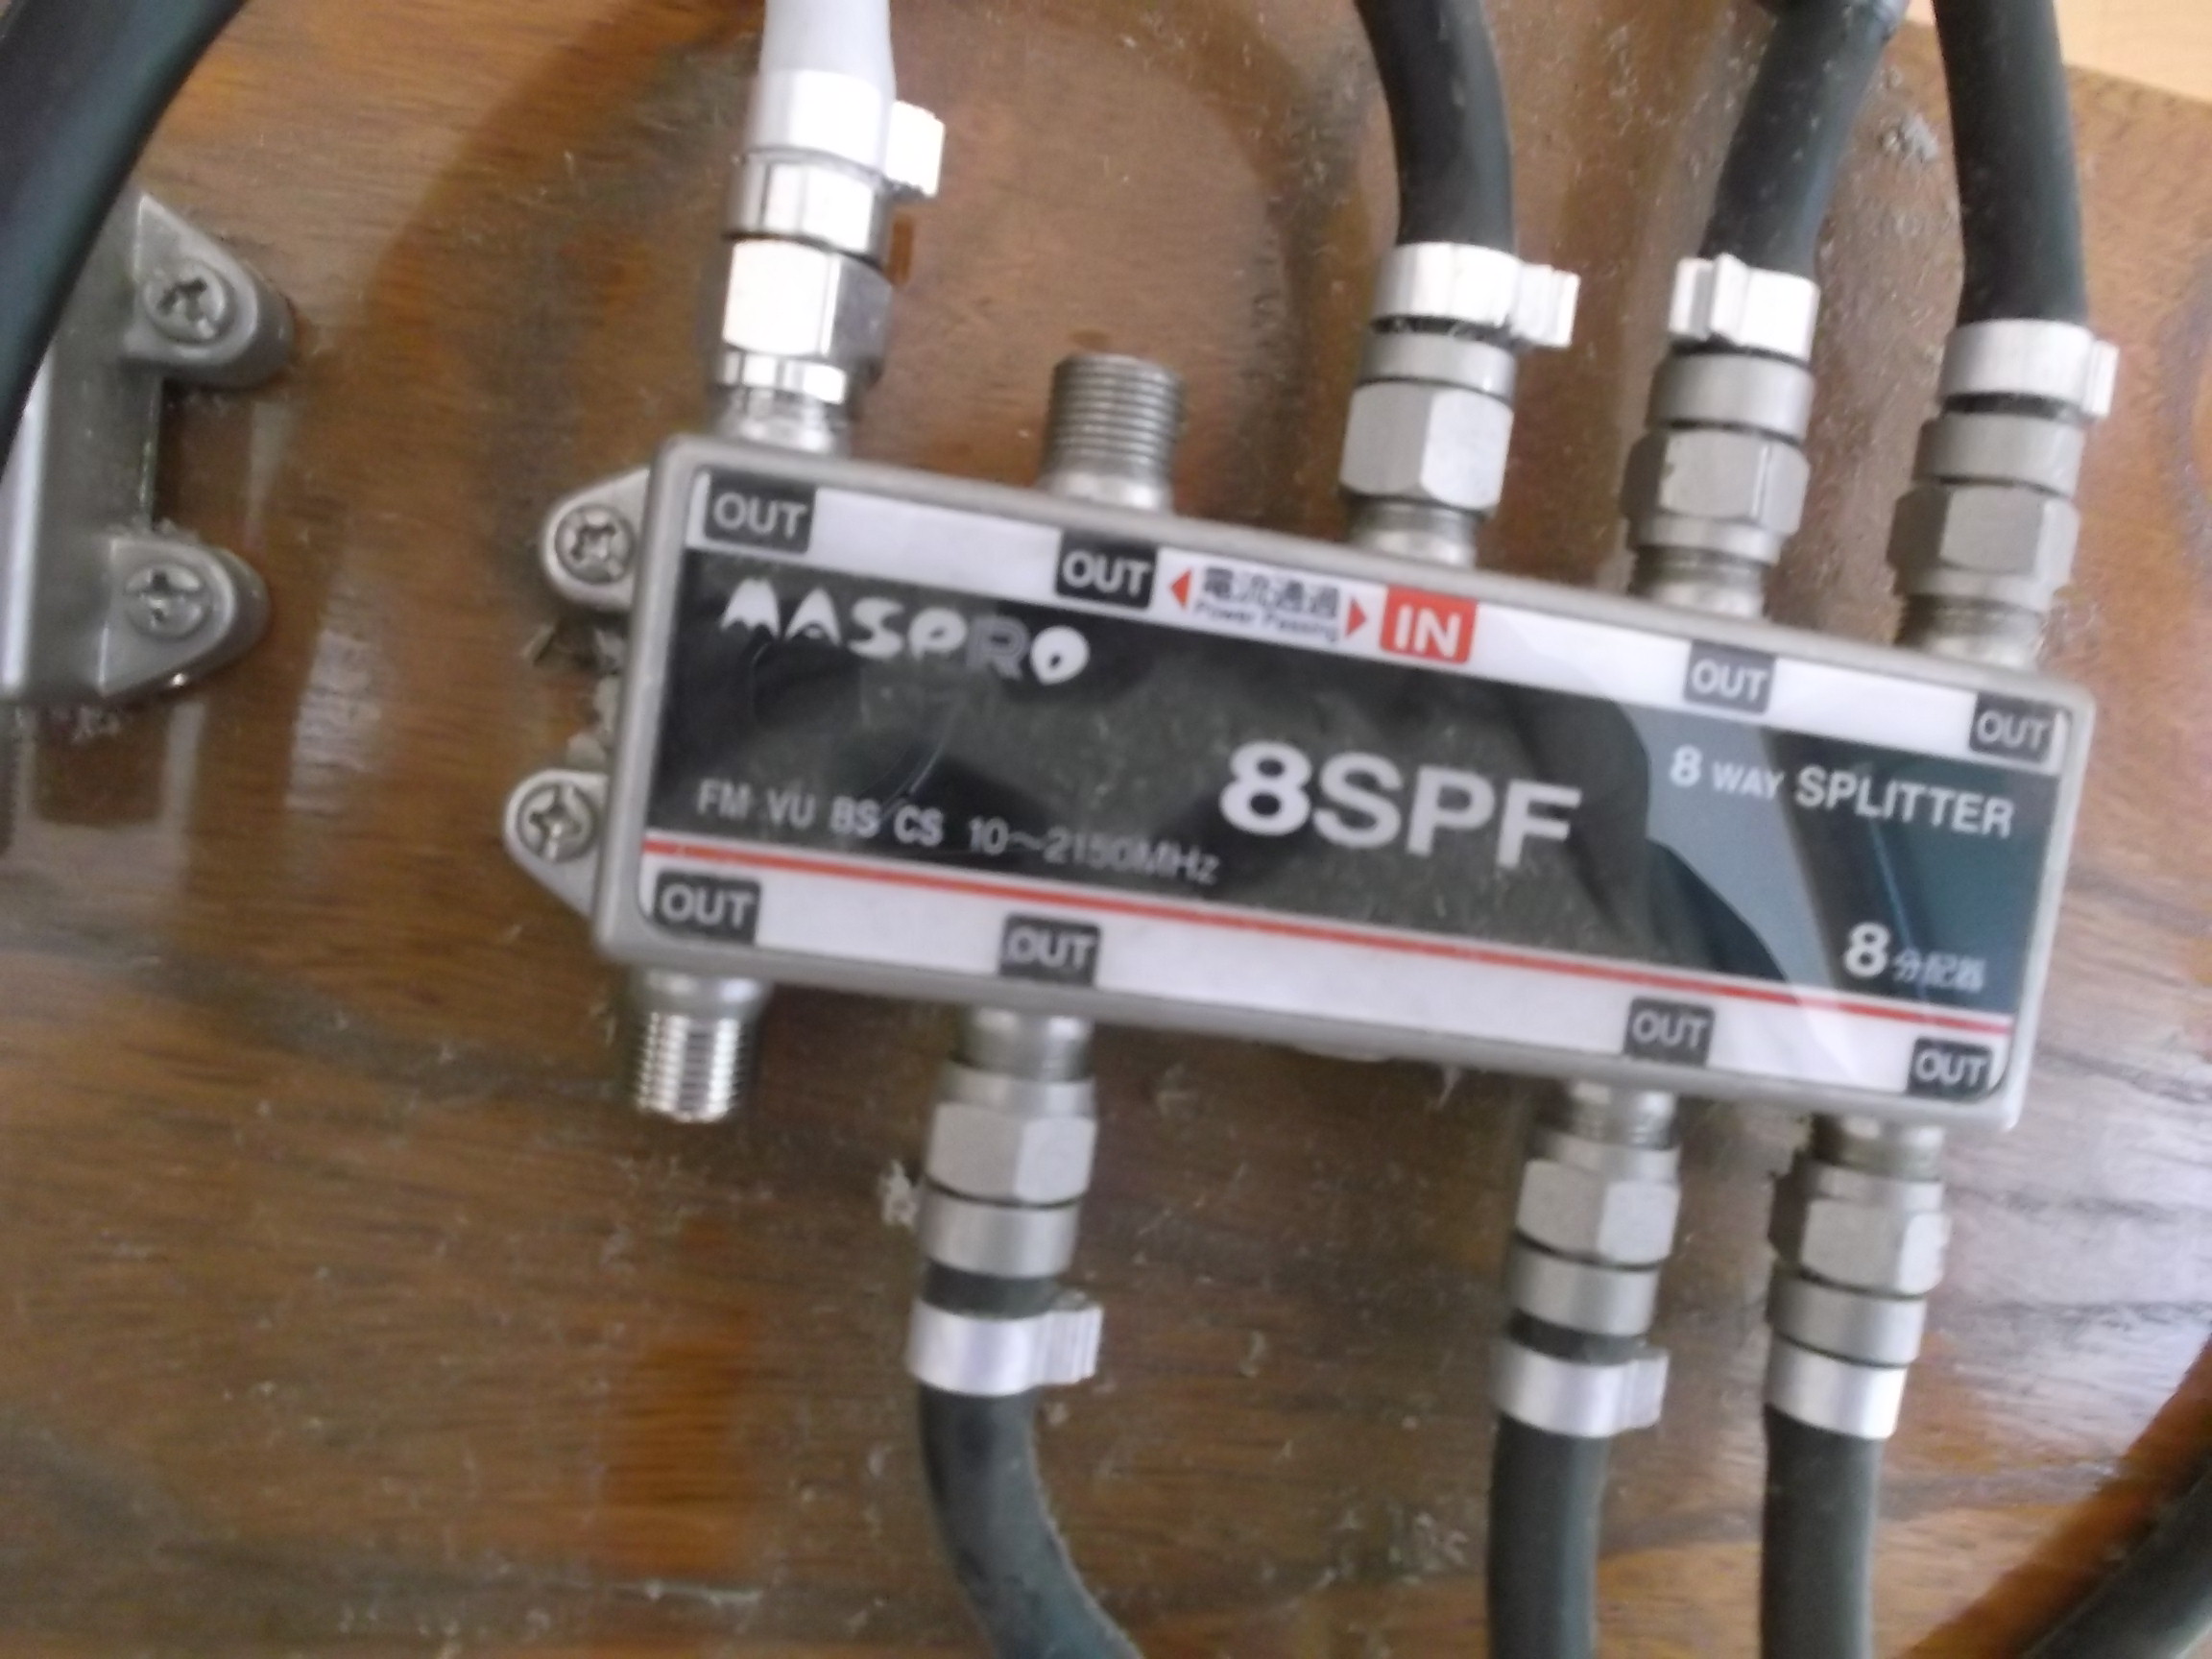 OUT
OUT 電流通過 IN
Power Passing
OUT
OUT
MASPRO
8SPF
8 WAY SPLITTER
FM VU BS CS 10～2150MHz
8分配器
OUT
OUT
OUT
OUT